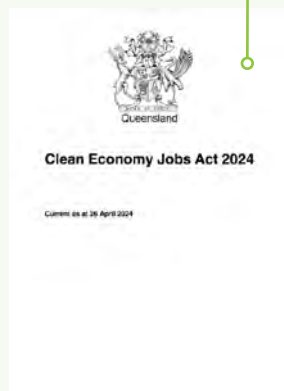 Queensland
Clean Economy Jobs Act 2024
Current as at 26 April 2024